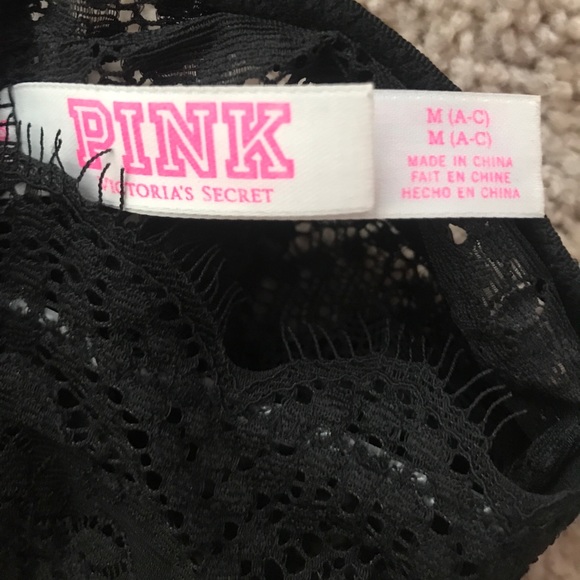 PINK
VICTORIA'S SECRET
M (A-C)
M (A-C)
MADE IN CHINA
FAIT EN CHINE
HECHO EN CHINA